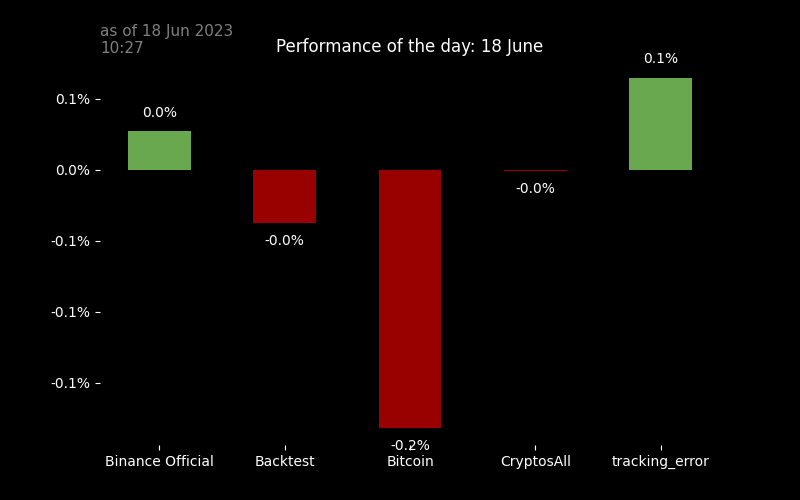 as of 18 Jun 2023
10:27
Performance of the day: 18 June
0.1%
0.0%
-0.1%
-0.1%
-0.1%
0.0%
-0.0%
-0.2%
-0.0%
0.1%
Binance Official
Backtest
Bitcoin
CryptosAll
tracking_error